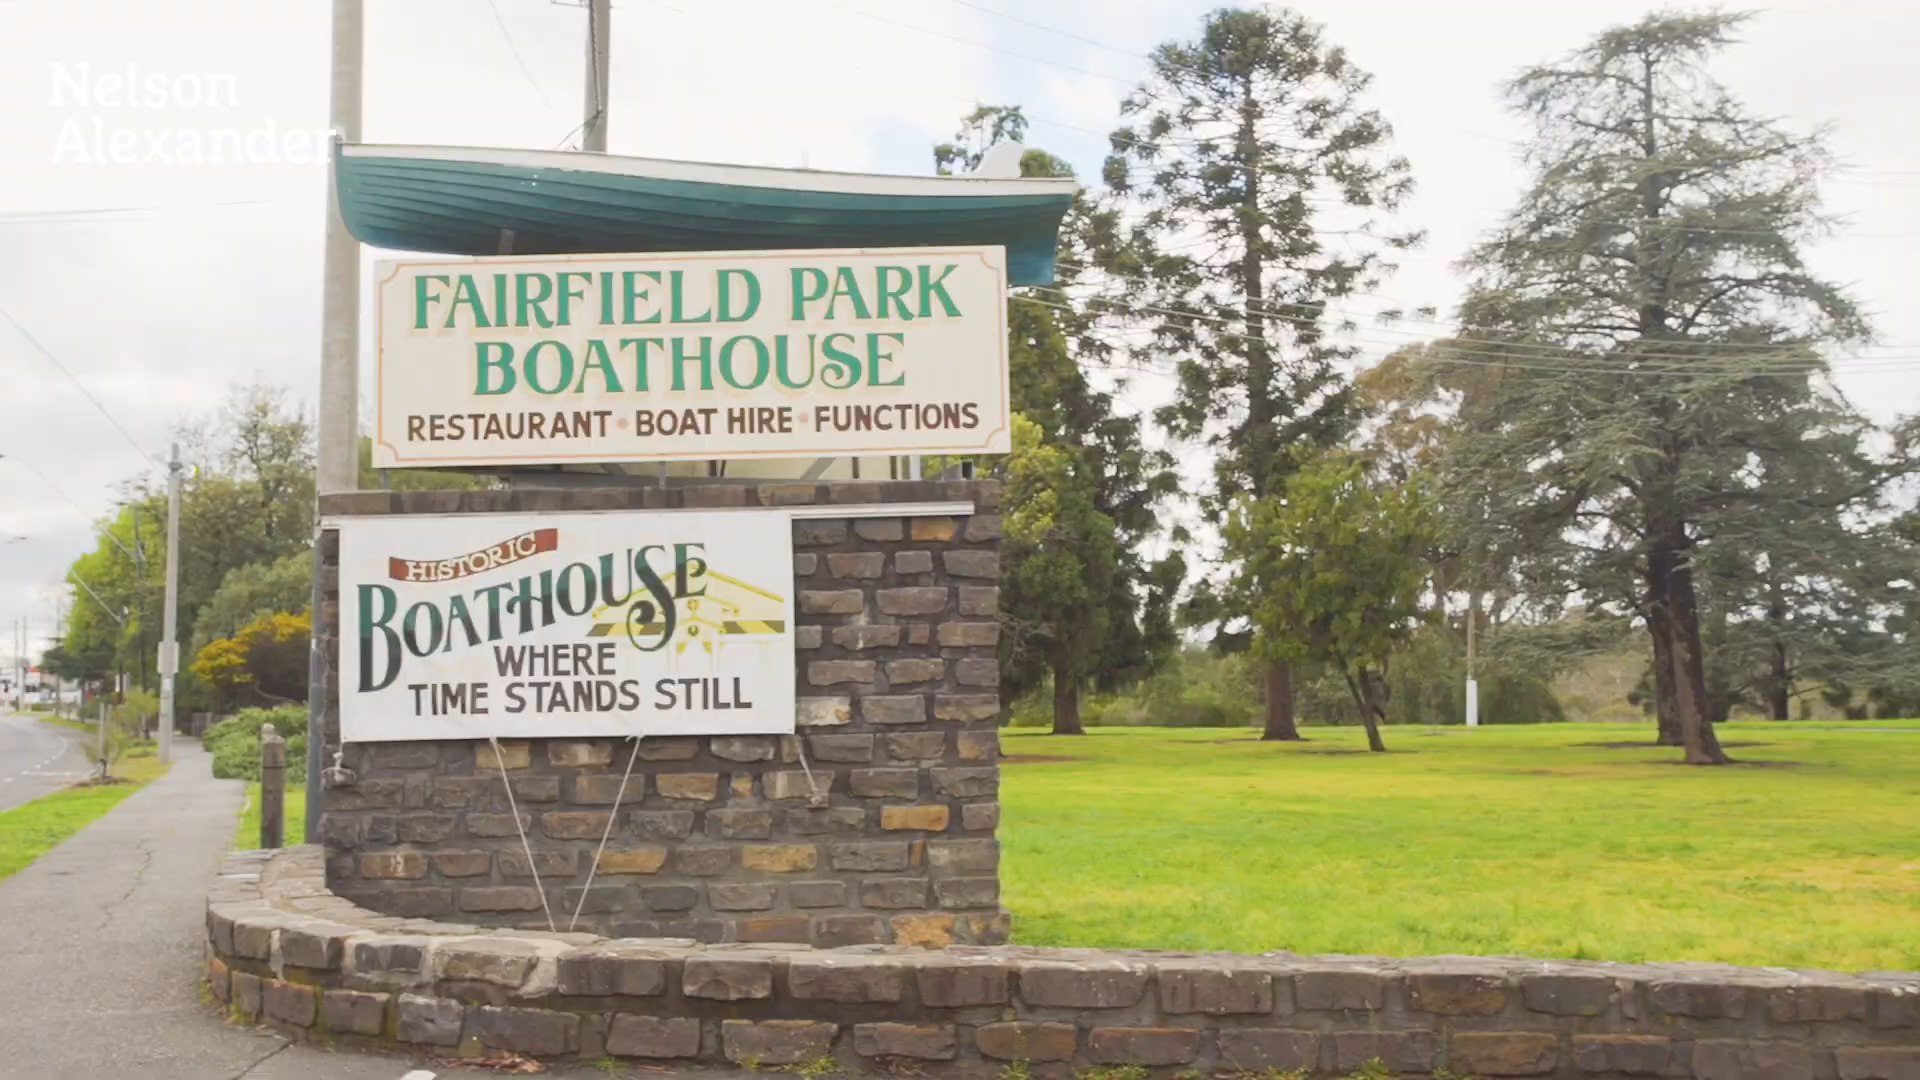 Nelson
Alexander
FAIRFIELD PARK
BOATHOUSE
RESTAURANT • BOAT HIRE • FUNCTIONS
HISTORIC
BOATHOUSE
WHERE
TIME STANDS STILL